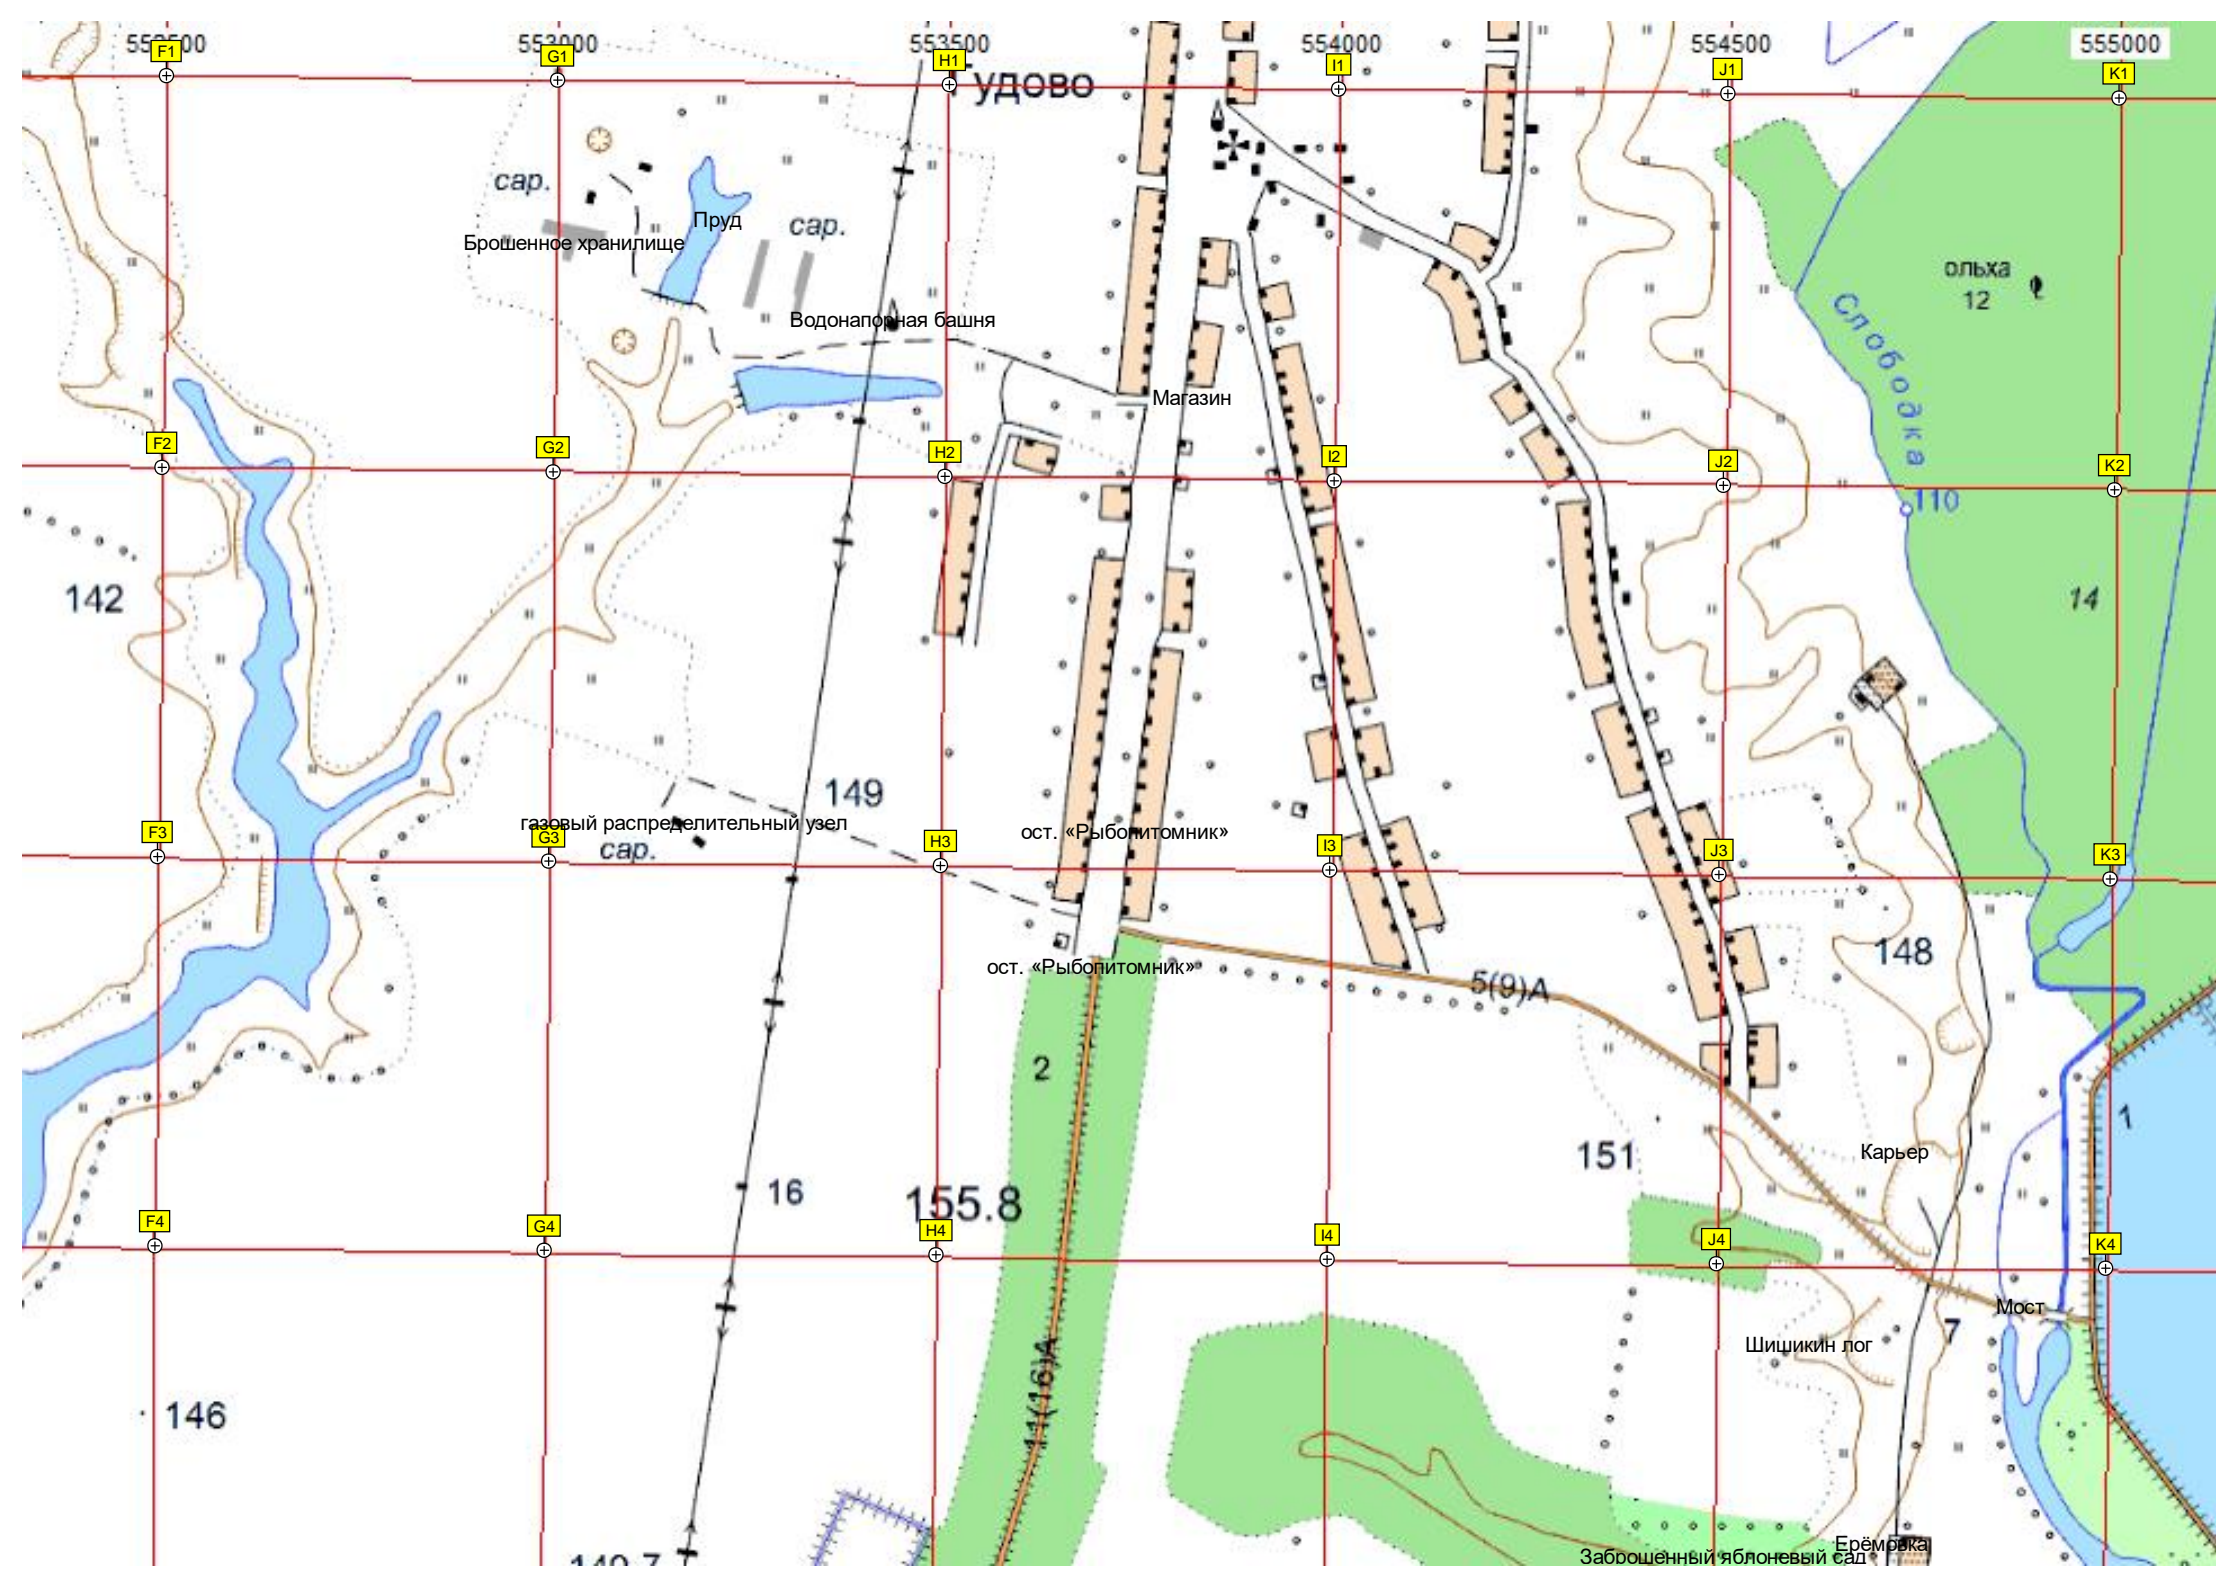 552500
553000
553500
554000
554500
555000
F1
G1
H1
I1
J1
K1
Гудово
сар.
Пруд
сар.
Брошенное хранилище
ольха
12
Водонапорная башня
Слободка
Магазин
F2
G2
H2
I2
J2
K2
110
142
14
149
газовый распределительный узел
ост. «Рыбопитомник»
F3
G3
H3
I3
J3
K3
сар.
148
ост. «Рыбопитомник»
5(9)А
2
1
151
Карьер
16
155.8
F4
G4
H4
I4
J4
K4
Мост
7
Шишикин лог
11(16)А
146
Ерёмовка
Заброшенный яблоневый сад